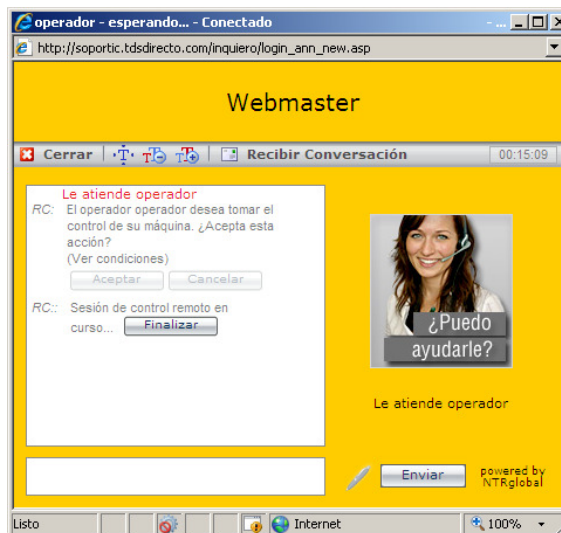 operador - esperando... - Conectado
- ...
http://soportic.tdsdirecto.com/inquiero/login_ann_new.asp
Webmaster
Cerrar
Recibir Conversación
00:15:09
Le atiende operador
RC: El operador operador desea tomar el
control de su máquina. ¿Acepta esta
acción?
(Ver condiciones)
Aceptar
Cancelar
RC:: Sesión de control remoto en
curso...
Finalizar
¿Puedo
ayudarle?
Le atiende operador
Enviar
powered by
NTRglobal
Listo
Internet
100%